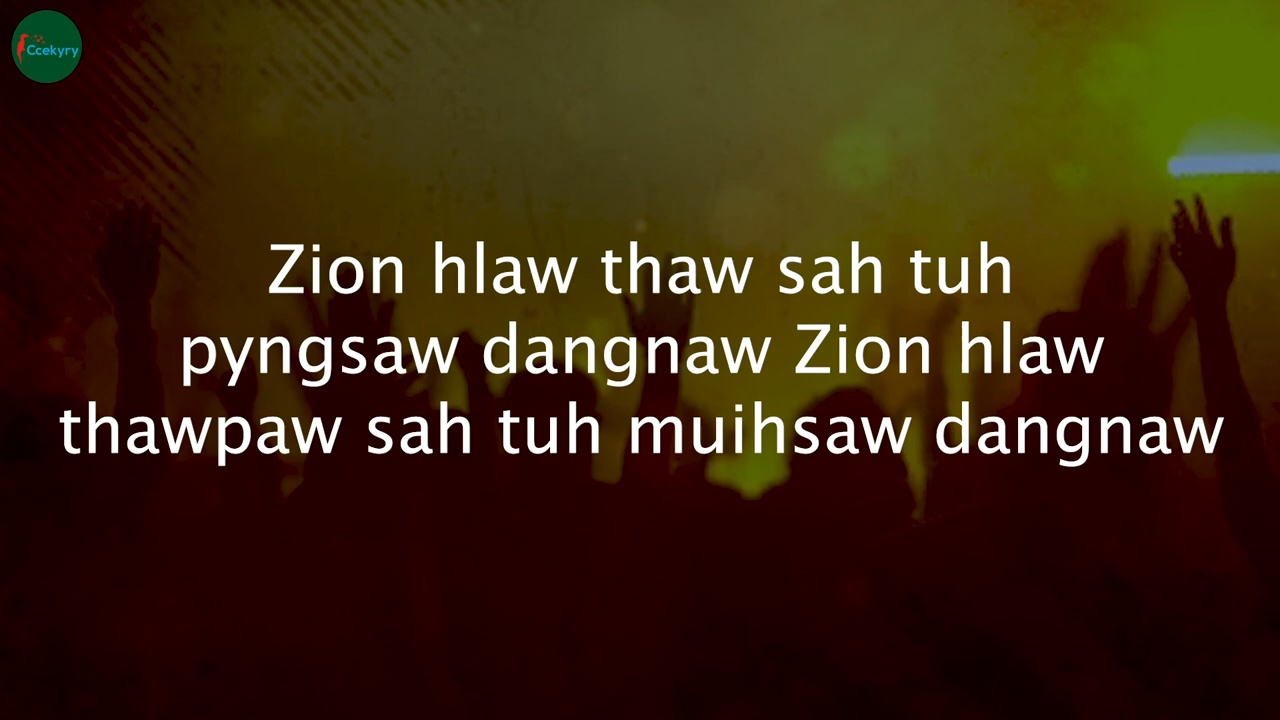 Ccekyry
Zion hlaw thaw sah tuh
pyngsaw dangnaw Zion hlaw
thawpaw sah tuh muihsaw dangnaw